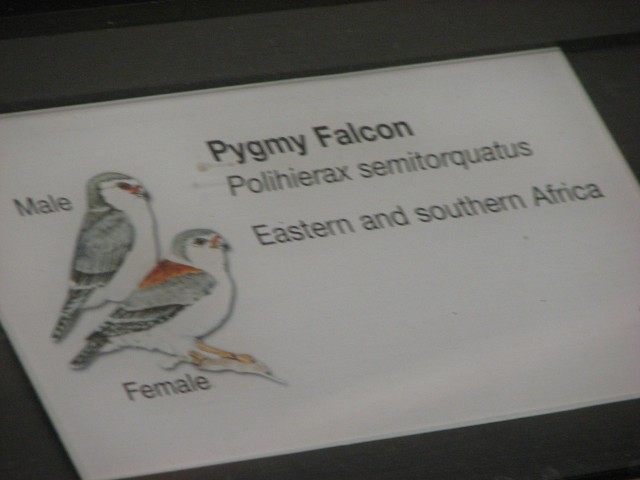 Pygmy Falcon
Polihierax semitorquatus
Eastern and southern Africa
Male
Female